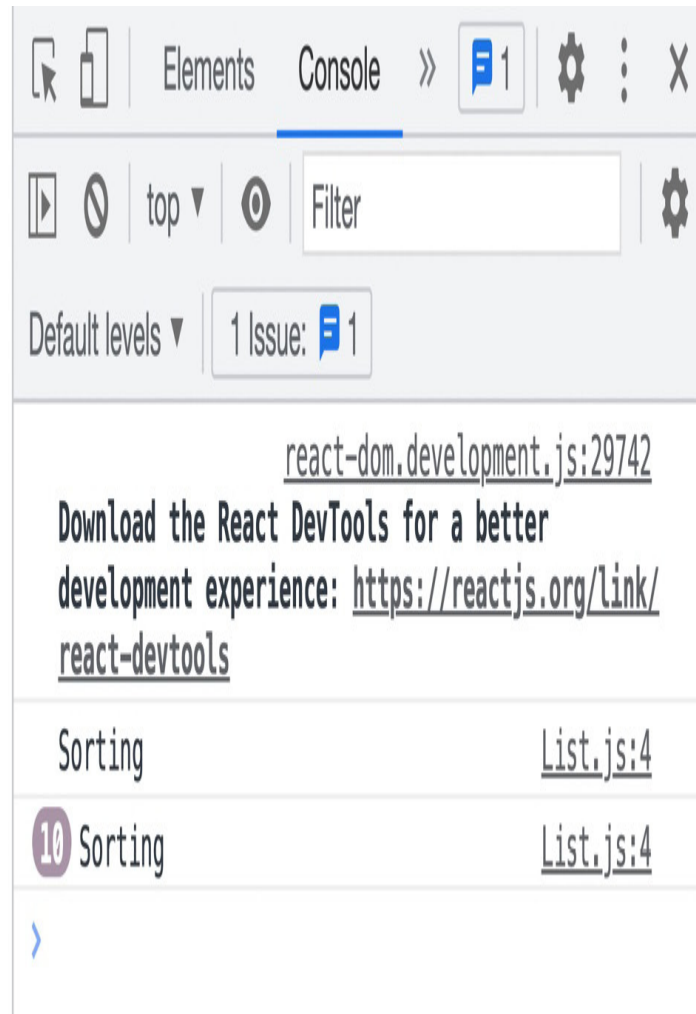 Elements Console » 1
top ▼ Filter
Default levels ▼ 1 Issue: 1
react-dom.development.js:29742
Download the React DevTools for a better
development experience: https://reactjs.org/link/
react-devtools
Sorting List.js:4
10 Sorting List.js:4